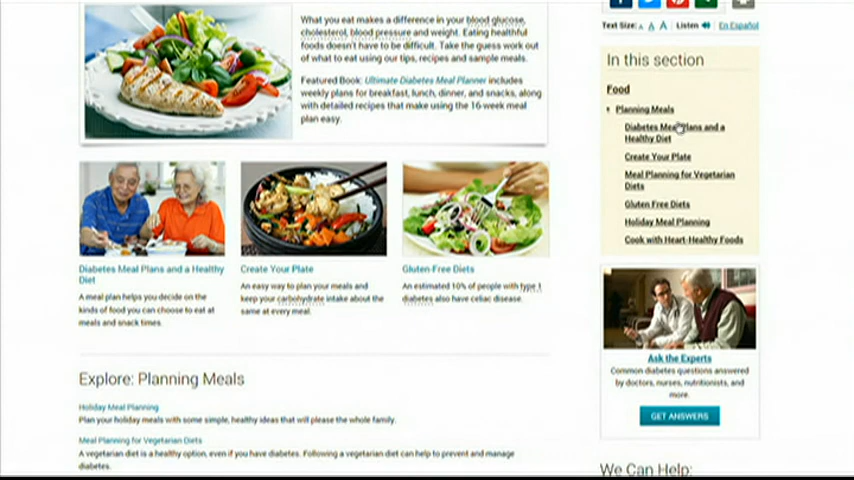 What you eat makes a difference in your blood glucose,
cholesterol, blood pressure and weight. Eating healthful
foods doesn't have to be difficult. Take the guess work out
of what to eat using our tips, recipes and sample meals.
Featured Book: Ultimate Diabetes Meal Planner includes
weekly plans for breakfast, lunch, dinner, and snacks, along
with detailed recipes that make using the 16-week meal
plan easy.
Diabetes Meal Plans and a Healthy
Diet
A meal plan helps you decide on the
kinds of food you can choose to eat at
meals and snack times.
Create Your Plate
An easy way to plan your meals and
keep your carbohydrate intake about the
same at every meal.
Gluten-Free Diets
An estimated 10% of people with type 1
diabetes also have celiac disease.
Explore: Planning Meals
Holiday Meal Planning
Plan your holiday meals with some simple, healthy ideas that will please the whole family.
Meal Planning for Vegetarian Diets
A vegetarian diet is a healthy option, even if you have diabetes. Following a vegetarian diet can help to prevent and manage
diabetes.
Text Size: A A A Listen En Español
In this section
Food
Planning Meals
Diabetes Meal Plans and a
Healthy Diet
Create Your Plate
Meal Planning for Vegetarian
Diets
Gluten Free Diets
Holiday Meal Planning
Cook with Heart-Healthy Foods
Ask the Experts
Common diabetes questions answered
by doctors, nurses, nutritionists, and
more.
GET ANSWERS
We Can Help: